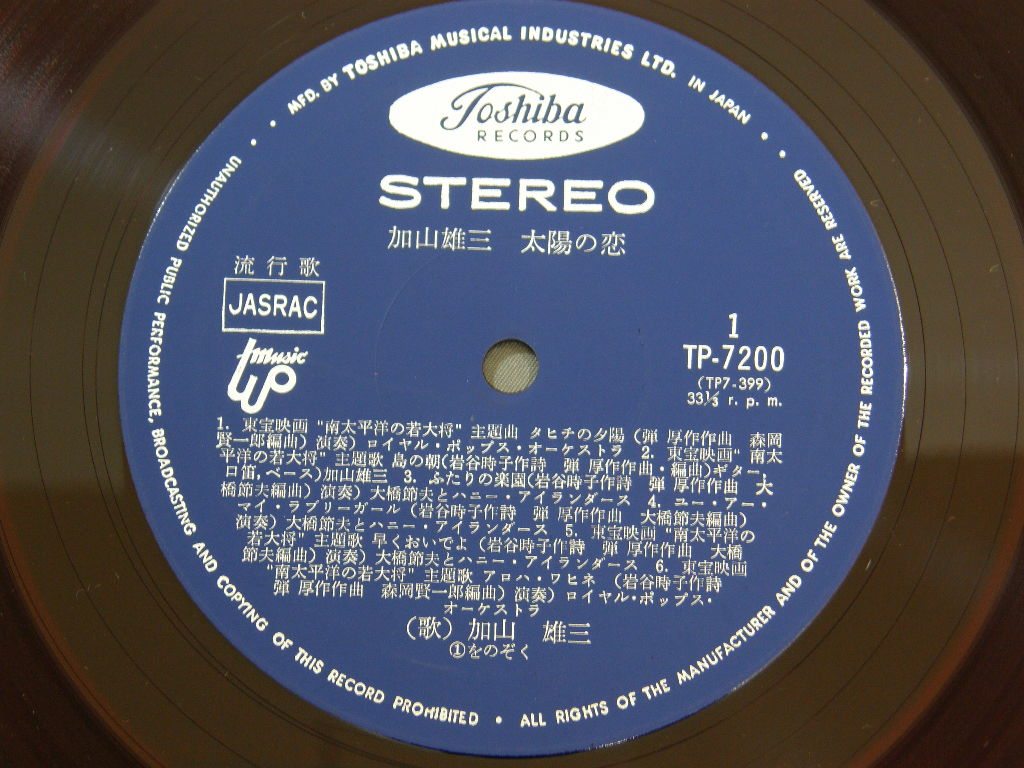 MFD. BY TOSHIBA MUSICAL INDUSTRIES LTD. IN JAPAN
Toshiba
RECORDS
STEREO
加山雄三 太陽の恋
流行歌
JASRAC
music
up
1
TP-7200
(TP7-399)
33⅓ r. p. m.
1. 東宝映画 "南太平洋の若大将" 主題曲 タヒチの夕陽 (弾 厚作作曲 森岡
賢一郎編曲) 演奏) ロイヤル・ポップス・オーケストラ 2. 東宝映画" 南太
平洋の若大将" 主題歌 島の朝(岩谷時子作詩 弾 厚作作曲・編曲)ギター、
口笛,ベース)加山雄三 3. ふたりの楽園(岩谷時子作詩 弾 厚作作曲 大
橋節夫編曲) 演奏) 大橋節夫とハニー・アイランダース 4. ユー・アー・
マイ・ラブリーガール (岩谷時子作詩 弾 厚作作曲 大橋節夫編曲)
演奏) 大橋節夫とハニー・アイランダース 5. 東宝映画 "南太平洋の
若大将" 主題歌 早くおいでよ (岩谷時子作詩 弾 厚作作曲 大橋
節夫編曲) 演奏) 大橋節夫とハニー・アイランダース 6. 東宝映画
"南太平洋の若大将" 主題歌 アロハ・ワヒネ (岩谷時子作詩
弾 厚作作曲 森岡賢一郎編曲) 演奏) ロイヤル・ポップス・
オーケストラ
(歌) 加山 雄三
①をのぞく
UNAUTHORIZED PUBLIC PERFORMANCE, BROADCASTING AND COPYING OF THIS RECORD PROHIBITED • ALL RIGHTS OF THE MANUFACTURER AND OF THE OWNER OF THE RECORDED WORK ARE RESERVED